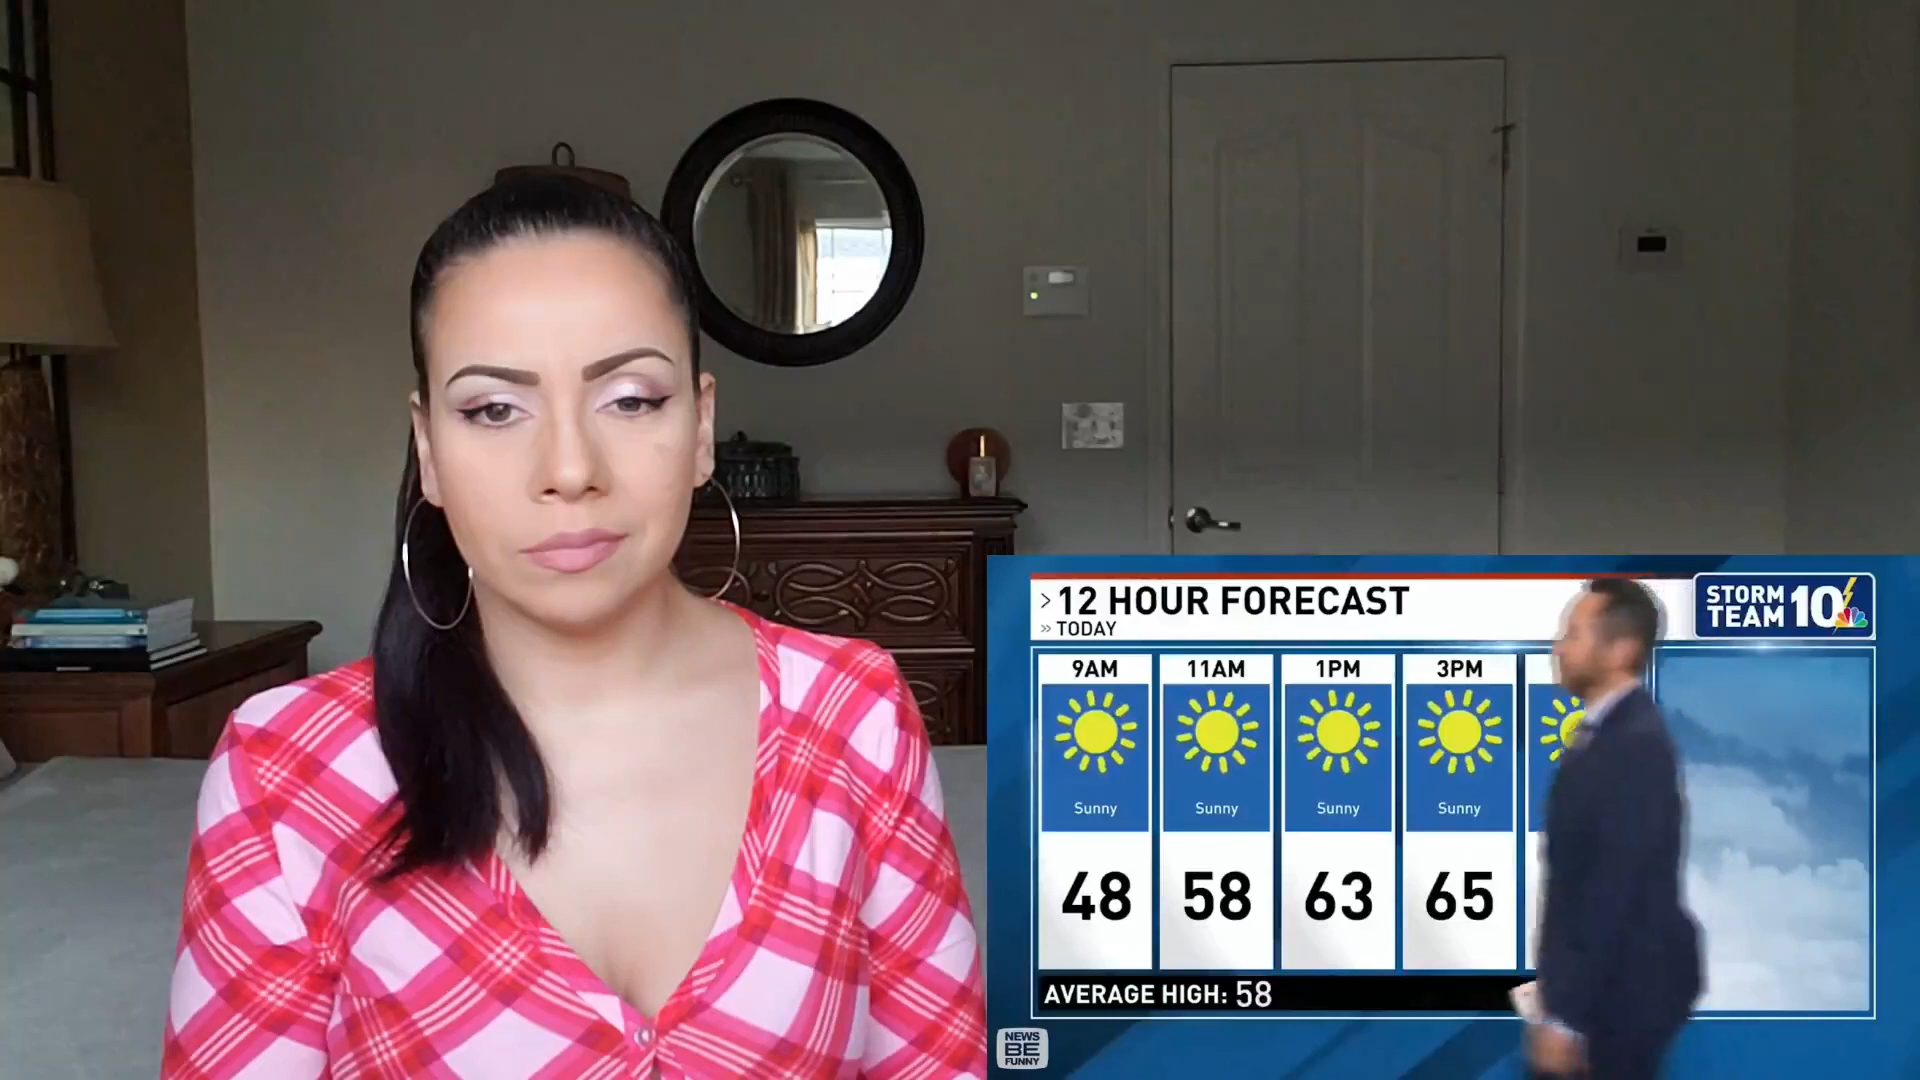 > 12 HOUR FORECAST
» TODAY
STORM
TEAM 10
9AM 11AM 1PM 3PM
Sunny Sunny Sunny Sunny
48 58 63 65
AVERAGE HIGH: 58
NEWS
BE
FUNNY